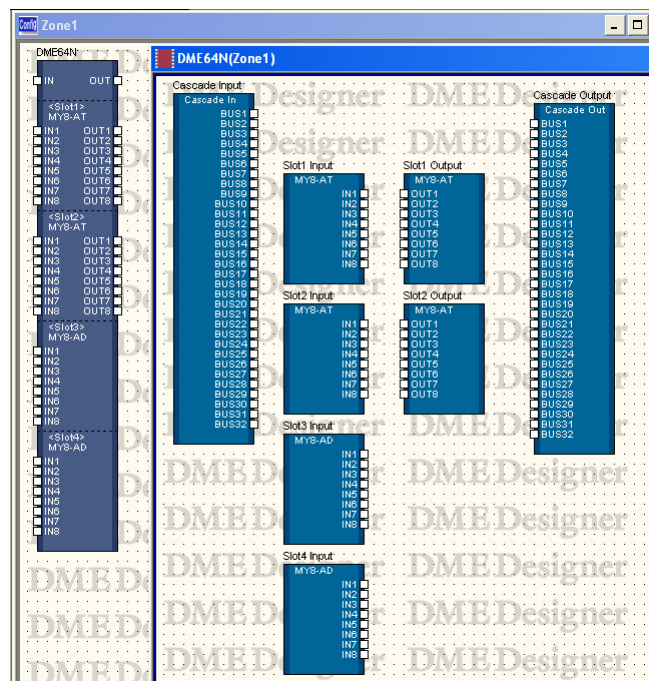 Config Zone1
DME64N
IN OUT
<Slot1>
MY8-AT
IN1 OUT1
IN2 OUT2
IN3 OUT3
IN4 OUT4
IN5 OUT5
IN6 OUT6
IN7 OUT7
IN8 OUT8
<Slot2>
MY8-AT
IN1 OUT1
IN2 OUT2
IN3 OUT3
IN4 OUT4
IN5 OUT5
IN6 OUT6
IN7 OUT7
IN8 OUT8
<Slot3>
MY8-AD
IN1
IN2
IN3
IN4
IN5
IN6
IN7
IN8
<Slot4>
MY8-AD
IN1
IN2
IN3
IN4
IN5
IN6
IN7
IN8
DME64N(Zone1)
Cascade Input
Cascade In
BUS1
BUS2
BUS3
BUS4
BUS5
BUS6
BUS7
BUS8
BUS9
BUS10
BUS11
BUS12
BUS13
BUS14
BUS15
BUS16
BUS17
BUS18
BUS19
BUS20
BUS21
BUS22
BUS23
BUS24
BUS25
BUS26
BUS27
BUS28
BUS29
BUS30
BUS31
BUS32
Slot1 Input
MY8-AT
IN1
IN2
IN3
IN4
IN5
IN6
IN7
IN8
Slot1 Output
MY8-AT
OUT1
OUT2
OUT3
OUT4
OUT5
OUT6
OUT7
OUT8
Slot2 Input
MY8-AT
IN1
IN2
IN3
IN4
IN5
IN6
IN7
IN8
Slot2 Output
MY8-AT
OUT1
OUT2
OUT3
OUT4
OUT5
OUT6
OUT7
OUT8
Slot3 Input
MY8-AD
IN1
IN2
IN3
IN4
IN5
IN6
IN7
IN8
Slot4 Input
MY8-AD
IN1
IN2
IN3
IN4
IN5
IN6
IN7
IN8
Cascade Output
Cascade Out
BUS1
BUS2
BUS3
BUS4
BUS5
BUS6
BUS7
BUS8
BUS9
BUS10
BUS11
BUS12
BUS13
BUS14
BUS15
BUS16
BUS17
BUS18
BUS19
BUS20
BUS21
BUS22
BUS23
BUS24
BUS25
BUS26
BUS27
BUS28
BUS29
BUS30
BUS31
BUS32
DME Designer